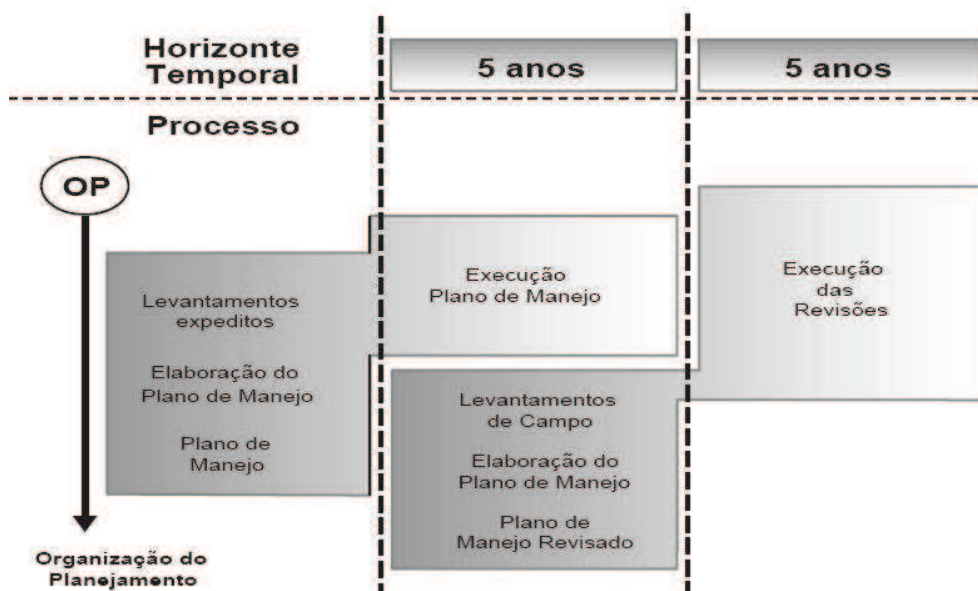 Horizonte
Temporal
5 anos
5 anos
Processo
OP
Levantamentos
expeditos
Elaboração do
Plano de Manejo
Plano de
Manejo
Execução
Plano de Manejo
Levantamentos
de Campo
Elaboração do
Plano de Manejo
Plano de
Manejo Revisado
Execução
das
Revisões
Organização do
Planejamento